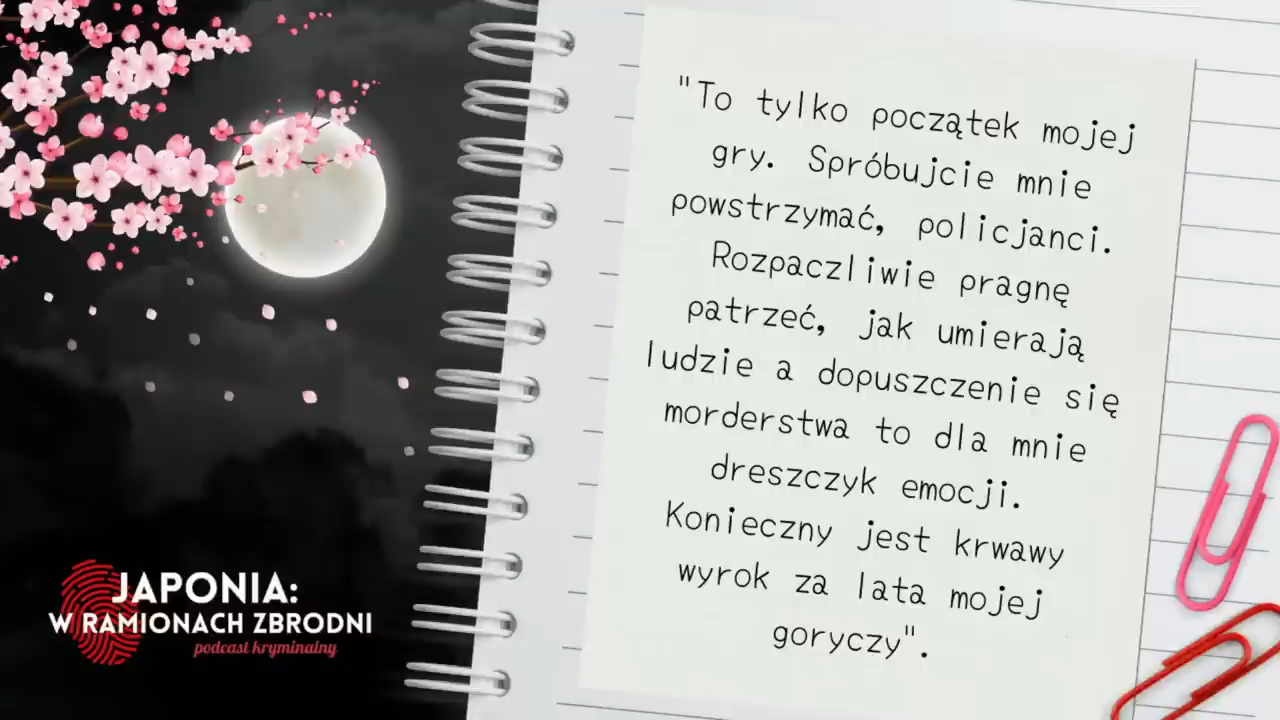 "To tylko początek mojej
gry. Spróbujcie mnie
powstrzymać, policjanci.
Rozpaczliwie pragnę
patrzeć, jak umierają
ludzie a dopuszczenie się
morderstwa to dla mnie
dreszczyk emocji.
Konieczny jest krwawy
wyrok za lata mojej
goryczy".
JAPONIA:
W RAMIONACH ZBRODNI
podcast kryminalny